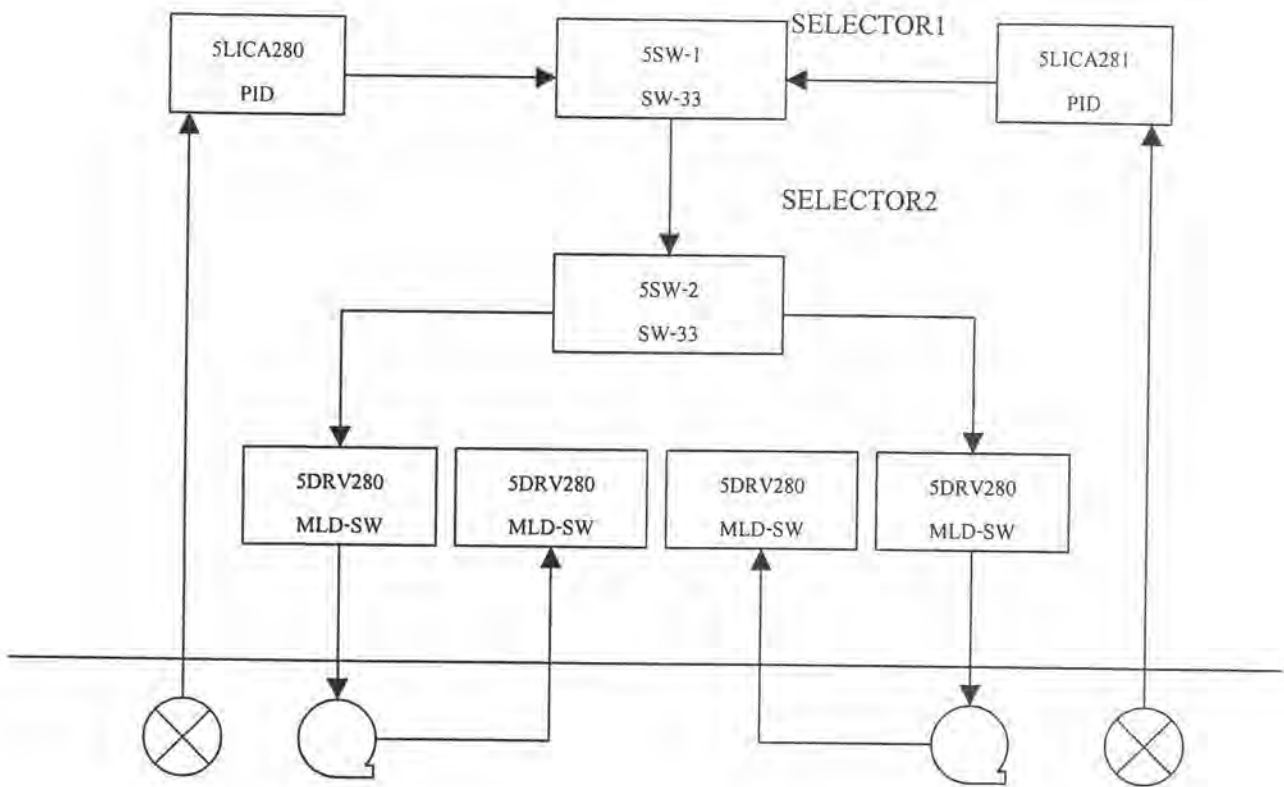 SELECTOR1
5LICA280
PID
5SW-1
SW-33
5LICA281
PID
SELECTOR2
5SW-2
SW-33
5DRV280
MLD-SW
5DRV280
MLD-SW
5DRV280
MLD-SW
5DRV280
MLD-SW